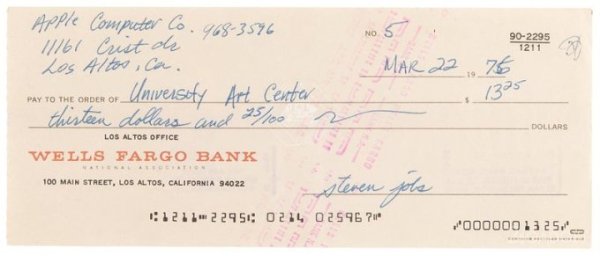 Apple Computer Co. 968-3596
11161 Crist dr
Los Altos, Ca.
NO. 5
90-2295
1211
MAR 22 1976
PAY TO THE ORDER OF University Art Center $ 13 25
thirteen dollars and 25/100 DOLLARS
LOS ALTOS OFFICE
WELLS FARGO BANK
NATIONAL ASSOCIATION
100 MAIN STREET, LOS ALTOS, CALIFORNIA 94022
steven jobs
⑆1211⑉2295⑆ 0214 025967⑈ ⑈0000001325⑈